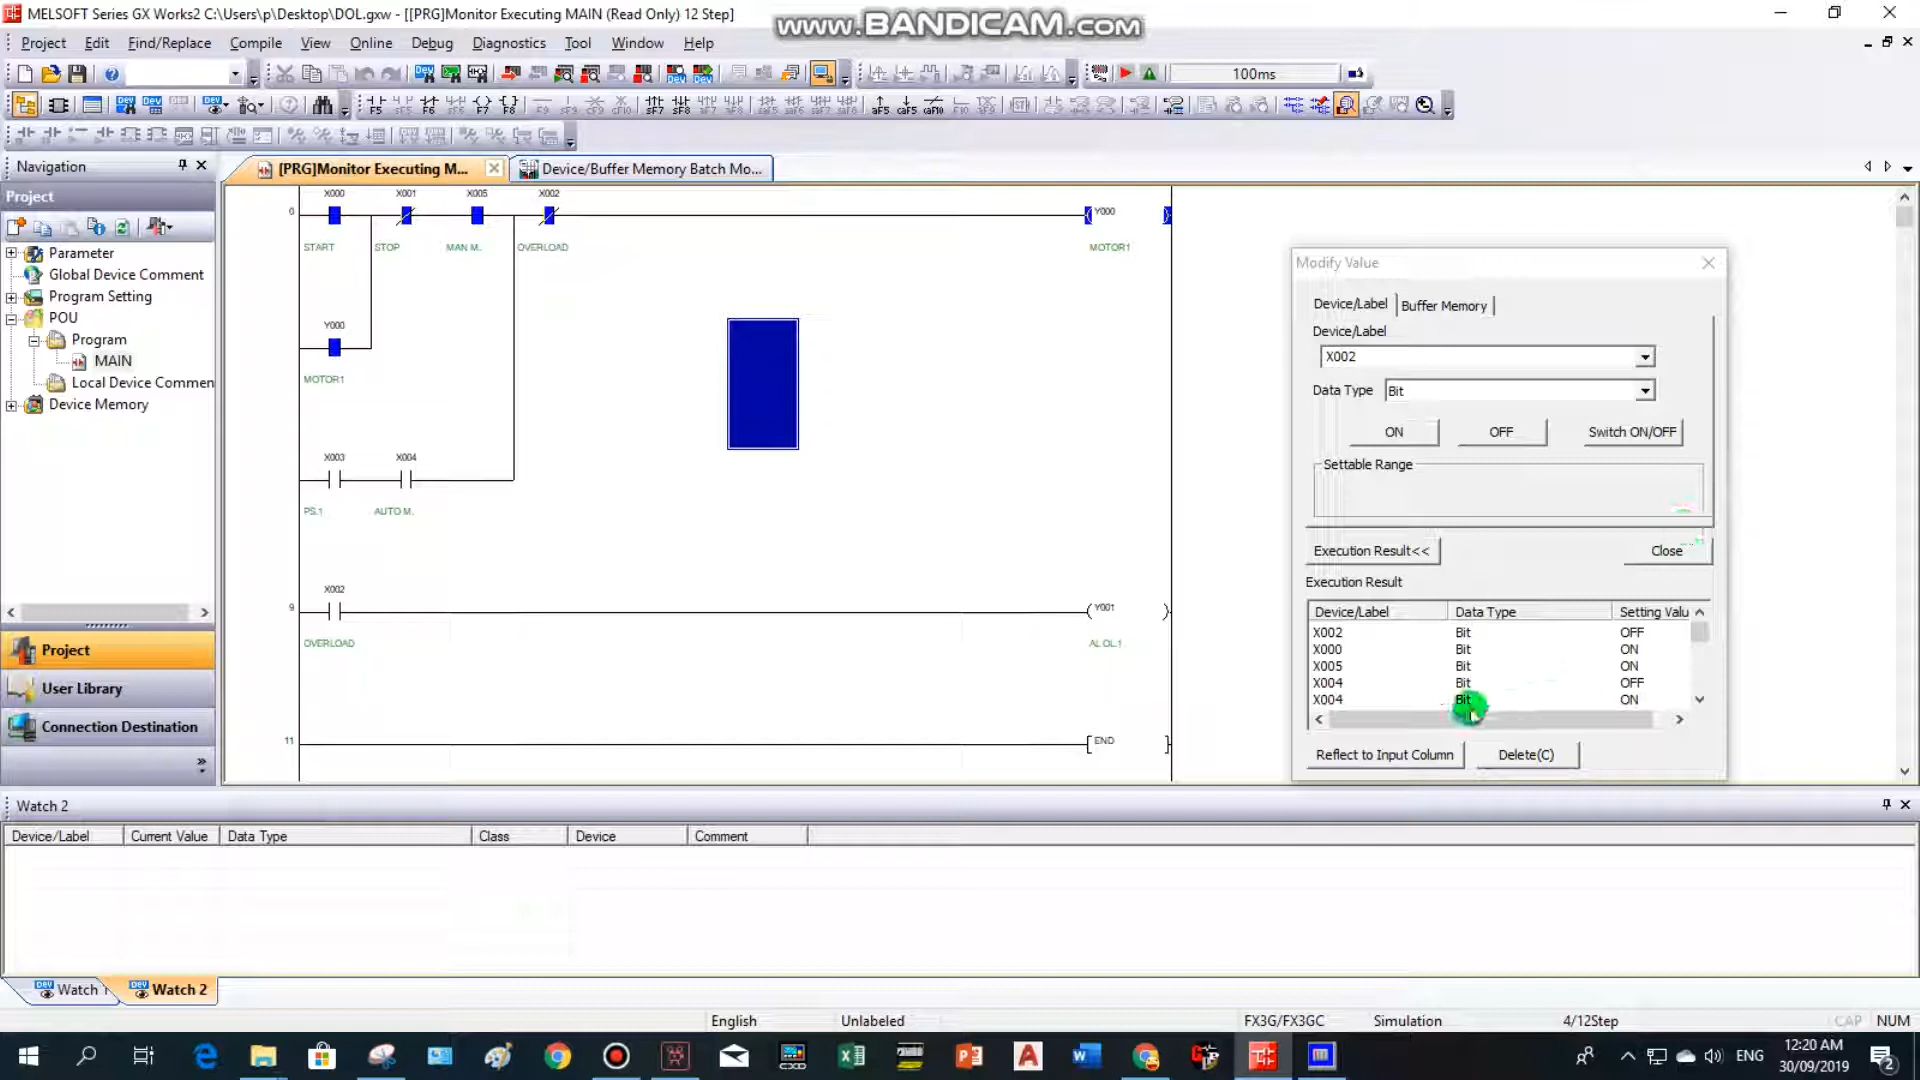 MELSOFT Series GX Works2 C:\Users\p\Desktop\DOL.gxw - [[PRG]Monitor Executing MAIN (Read Only) 12 Step]
www.BANDICAM.com
Project Edit Find/Replace Compile View Online Debug Diagnostics Tool Window Help
100ms
Navigation
[PRG]Monitor Executing M...
Device/Buffer Memory Batch Mo...
Project
Parameter
Global Device Comment
Program Setting
POU
Program
MAIN
Local Device Commen
Device Memory
Project
User Library
Connection Destination
X000 X001 X005 X002
0
Y000
START STOP MAN M. OVERLOAD MOTOR1
Y000
MOTOR1
X003 X004
PS.1 AUTO M.
X002
9
Y001
OVERLOAD AL OL.1
11
END
Modify Value
Device/Label Buffer Memory
Device/Label
X002
Data Type Bit
ON OFF Switch ON/OFF
Settable Range
Execution Result<< Close
Execution Result
Device/Label Data Type Setting Valu
X002 Bit OFF
X000 Bit ON
X005 Bit ON
X004 Bit OFF
X004 Bit ON
Reflect to Input Column Delete(C)
Watch 2
Device/Label Current Value Data Type Class Device Comment
Watch 1 Watch 2
English Unlabeled FX3G/FX3GC Simulation 4/12Step CAP NUM
ENG
12:20 AM
30/09/2019
2